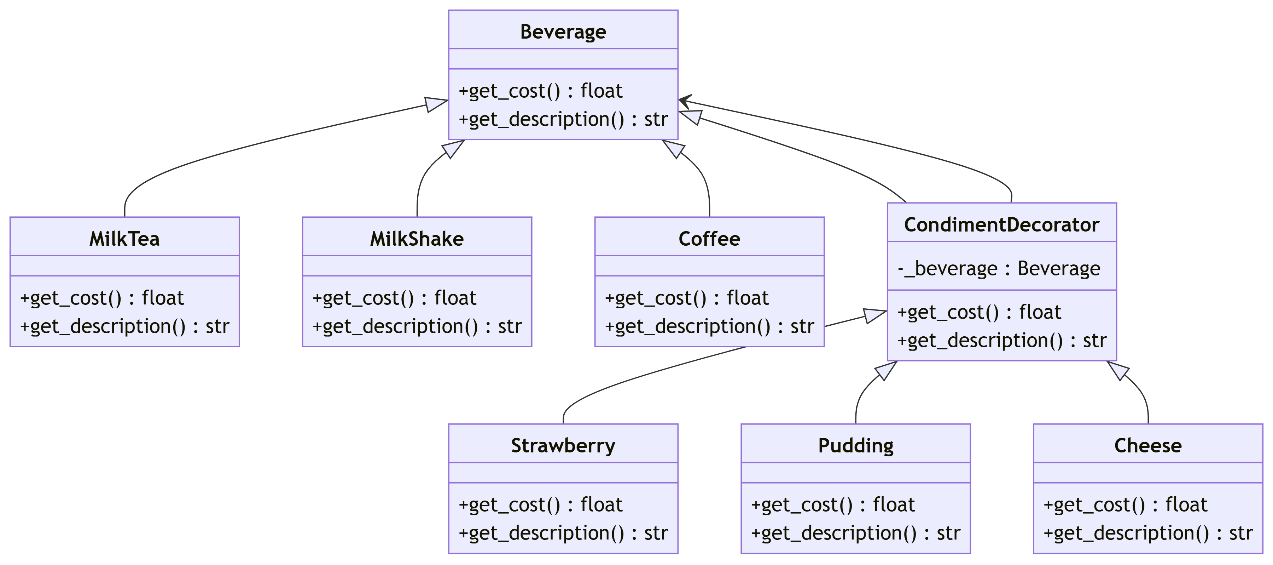 Beverage
+get_cost() : float
+get_description() : str
MilkTea
+get_cost() : float
+get_description() : str
MilkShake
+get_cost() : float
+get_description() : str
Coffee
+get_cost() : float
+get_description() : str
CondimentDecorator
-_beverage : Beverage
+get_cost() : float
+get_description() : str
Strawberry
+get_cost() : float
+get_description() : str
Pudding
+get_cost() : float
+get_description() : str
Cheese
+get_cost() : float
+get_description() : str